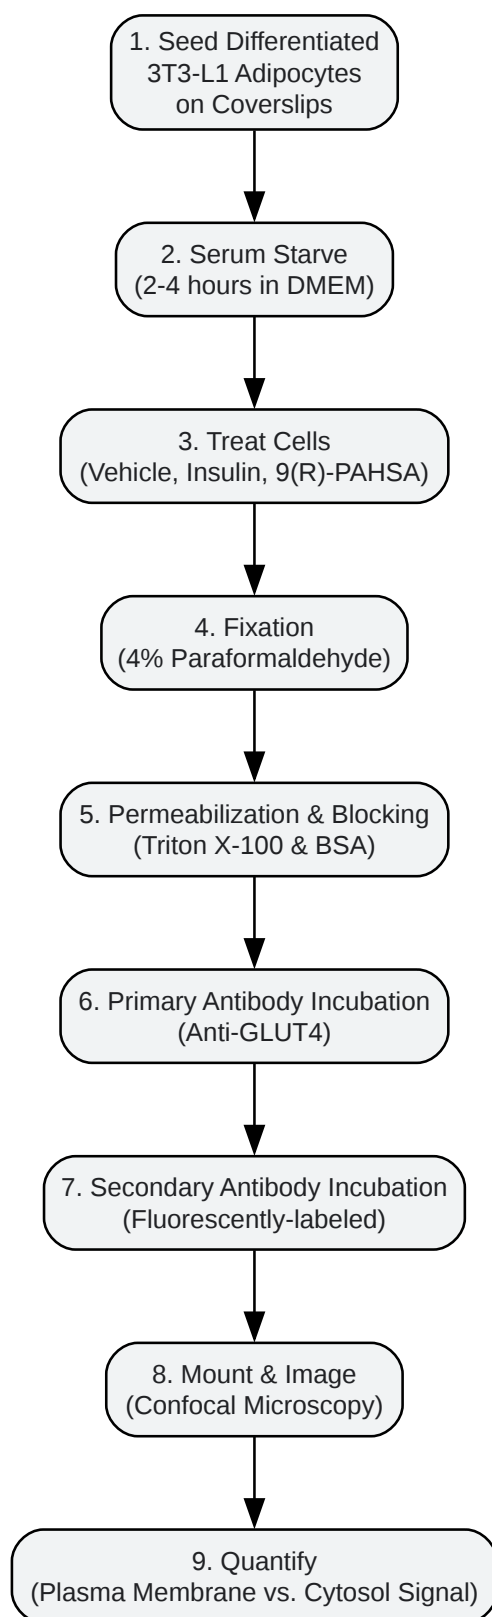 1. Seed Differentiated
3T3-L1 Adipocytes
on Coverslips
2. Serum Starve
(2-4 hours in DMEM)
3. Treat Cells
(Vehicle, Insulin, 9(R)-PAHSA)
4. Fixation
(4% Paraformaldehyde)
5. Permeabilization & Blocking
(Triton X-100 & BSA)
6. Primary Antibody Incubation
(Anti-GLUT4)
7. Secondary Antibody Incubation
(Fluorescently-labeled)
8. Mount & Image
(Confocal Microscopy)
9. Quantify
(Plasma Membrane vs. Cytosol Signal)